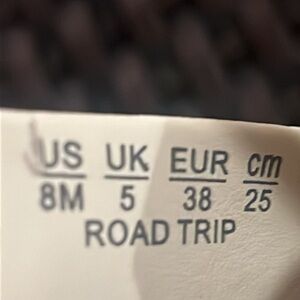 US UK EUR cm
8M 5 38 25
ROAD TRIP